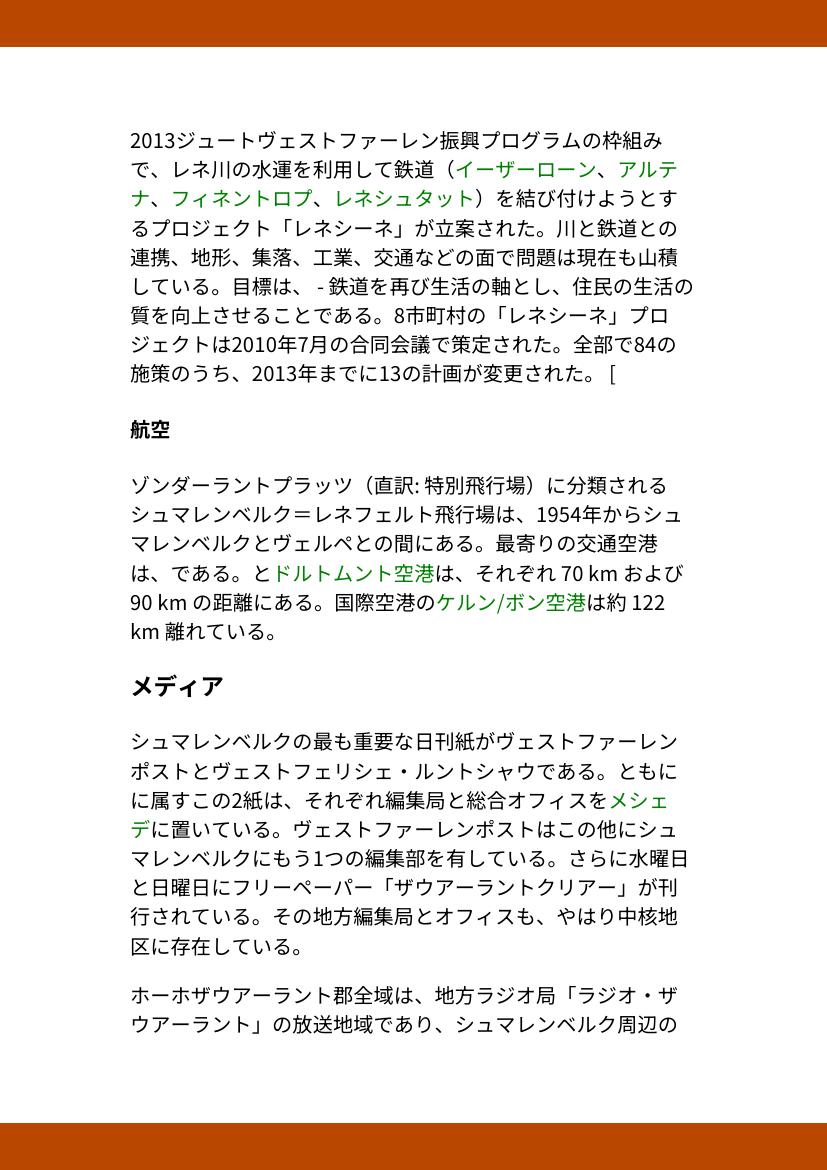 2013ジュートヴェストファーレン振興プログラムの枠組み
で、レネ川の水運を利用して鉄道（イーザーローン、アルテ
ナ、フィネントロプ、レネシュタット）を結び付けようとす
るプロジェクト「レネシーネ」が立案された。川と鉄道との
連携、地形、集落、工業、交通などの面で問題は現在も山積
している。目標は、 - 鉄道を再び生活の軸とし、住民の生活の
質を向上させることである。8市町村の「レネシーネ」プロ
ジェクトは2010年7月の合同会議で策定された。全部で84の
施策のうち、2013年までに13の計画が変更された。 [
航空
ゾンダーラントプラッツ（直訳: 特別飛行場）に分類される
シュマレンベルク＝レネフェルト飛行場は、1954年からシュ
マレンベルクとヴェルペとの間にある。最寄りの交通空港
は、である。とドルトムント空港は、それぞれ 70 km および
90 km の距離にある。国際空港のケルン/ボン空港は約 122
km 離れている。
メディア
シュマレンベルクの最も重要な日刊紙がヴェストファーレン
ポストとヴェストフェリシェ・ルントシャウである。ともに
に属すこの2紙は、それぞれ編集局と総合オフィスをメシェ
デに置いている。ヴェストファーレンポストはこの他にシュ
マレンベルクにもう1つの編集部を有している。さらに水曜日
と日曜日にフリーペーパー「ザウアーラントクリアー」が刊
行されている。その地方編集局とオフィスも、やはり中核地
区に存在している。
ホーホザウアーラント郡全域は、地方ラジオ局「ラジオ・ザ
ウアーラント」の放送地域であり、シュマレンベルク周辺の